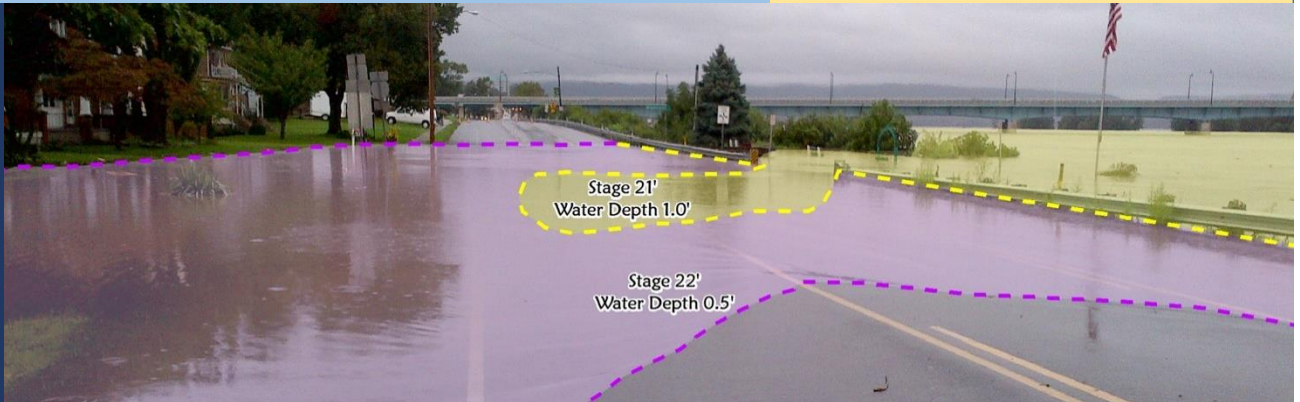 Stage 21'
Water Depth 1.0'
Stage 22'
Water Depth 0.5'